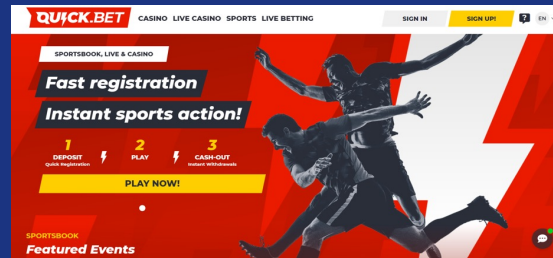 QUICK.BET
CASINO LIVE CASINO SPORTS LIVE BETTING
SIGN IN
SIGN UP!
?
EN
SPORTSBOOK, LIVE & CASINO
Fast registration
Instant sports action!
1 2 3
DEPOSIT PLAY CASH-OUT
Quick Registration Instant Withdrawals
PLAY NOW!
SPORTSBOOK
Featured Events